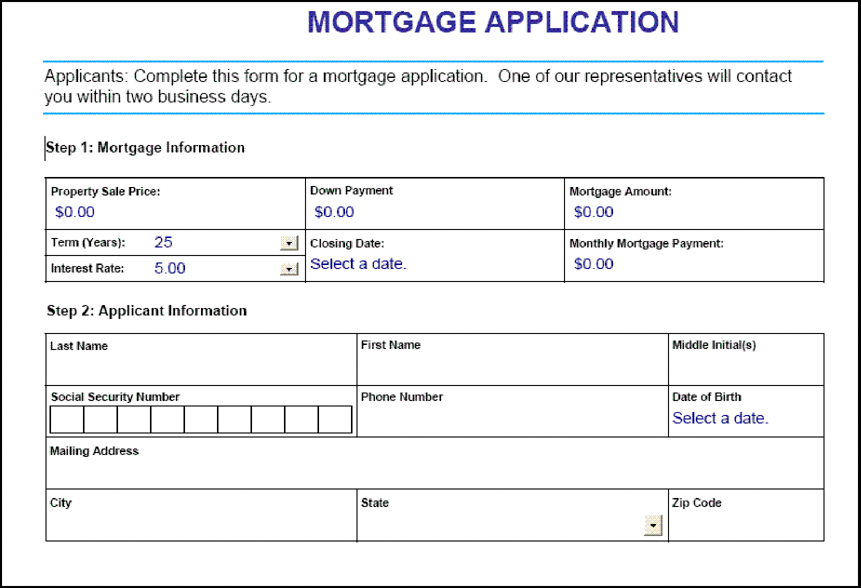 MORTGAGE APPLICATION
Applicants: Complete this form for a mortgage application. One of our representatives will contact
you within two business days.
Step 1: Mortgage Information
Property Sale Price:
$0.00
Down Payment
$0.00
Mortgage Amount:
$0.00
Term (Years): 25
Interest Rate: 5.00
Closing Date:
Select a date.
Monthly Mortgage Payment:
$0.00
Step 2: Applicant Information
Last Name
First Name
Middle Initial(s)
Social Security Number
Phone Number
Date of Birth
Select a date.
Mailing Address
City
State
Zip Code